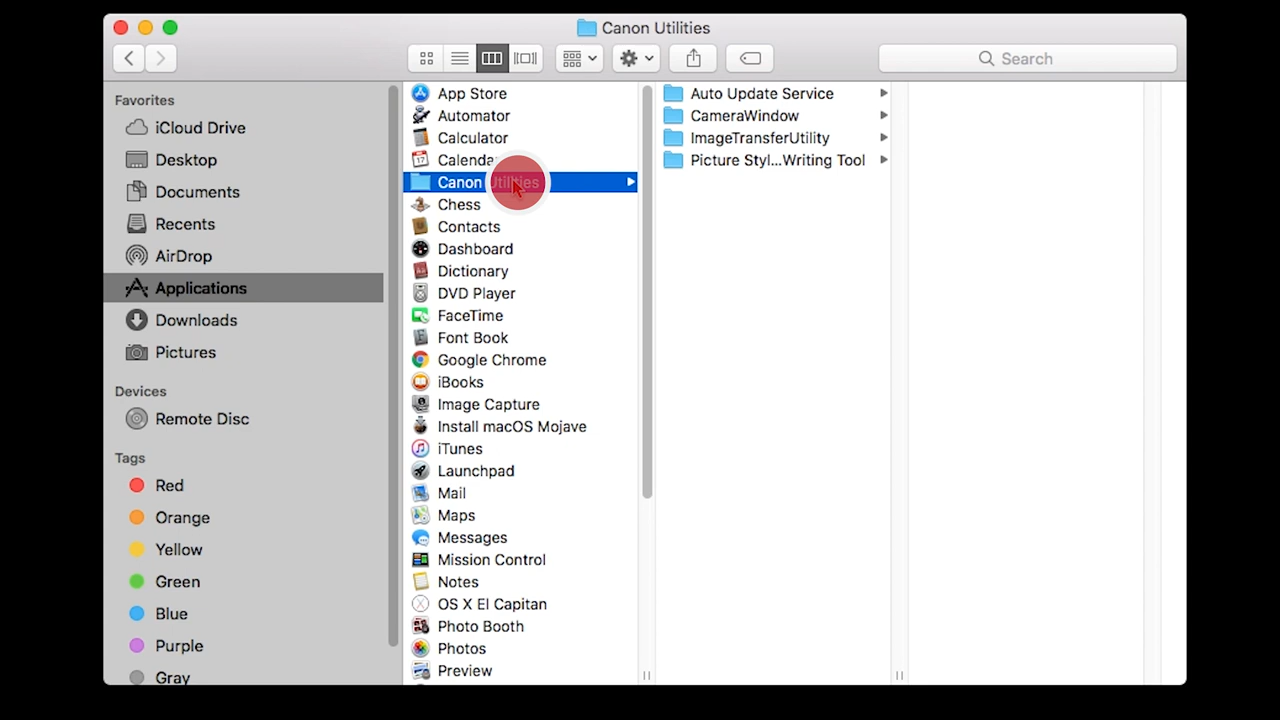 Canon Utilities
Search
Favorites
iCloud Drive
Desktop
Documents
Recents
AirDrop
Applications
Downloads
Pictures
Devices
Remote Disc
Tags
Red
Orange
Yellow
Green
Blue
Purple
Gray
App Store
Automator
Calculator
Calendar
Canon Utilities
Chess
Contacts
Dashboard
Dictionary
DVD Player
FaceTime
Font Book
Google Chrome
iBooks
Image Capture
Install macOS Mojave
iTunes
Launchpad
Mail
Maps
Messages
Mission Control
Notes
OS X El Capitan
Photo Booth
Photos
Preview
Auto Update Service
CameraWindow
ImageTransferUtility
Picture Styl...Writing Tool